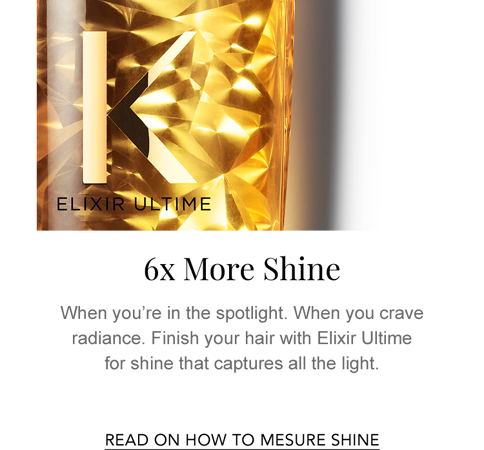 K
ELIXIR ULTIME
6x More Shine
When you’re in the spotlight. When you crave
radiance. Finish your hair with Elixir Ultime
for shine that captures all the light.
READ ON HOW TO MESURE SHINE